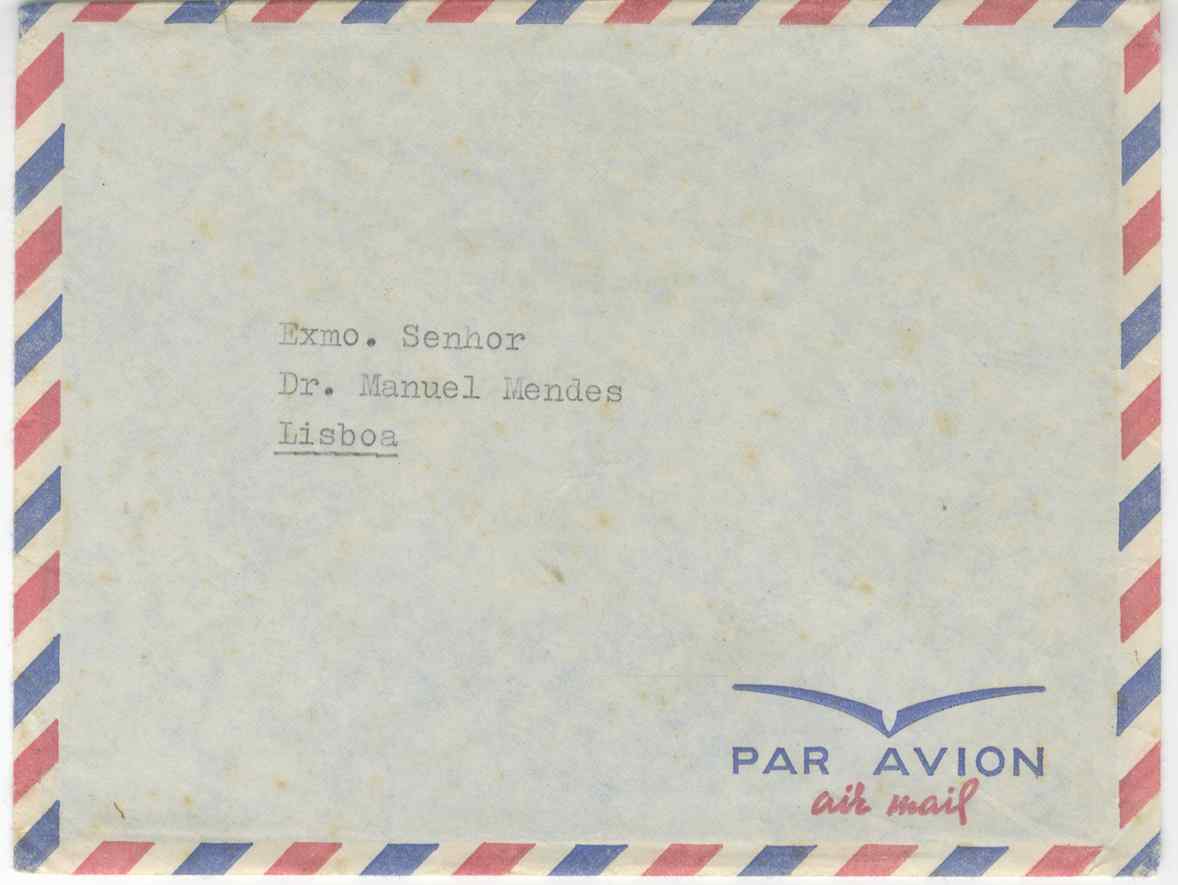 Exmo. Senhor
Dr. Manuel Mendes
Lisboa
PAR AVION
air mail